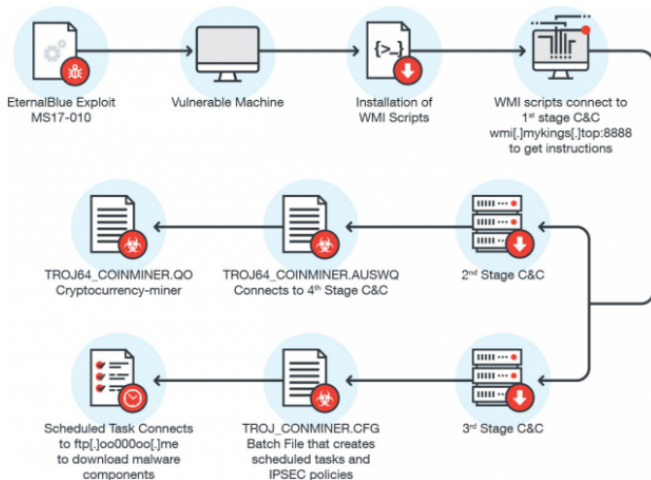 EternalBlue Exploit
MS17-010
Vulnerable Machine
{>_}
Installation of
WMI Scripts
WMI scripts connect to
1st stage C&C
wmi[.]mykings[.]top:8888
to get instructions
TROJ64_COINMINER.QO
Cryptocurrency-miner
TROJ64_COINMINER.AUSWQ
Connects to 4th Stage C&C
2nd Stage C&C
Scheduled Task Connects
to ftp[.]oo000oo[.]me
to download malware
components
TROJ_CONMINER.CFG
Batch File that creates
scheduled tasks and
IPSEC policies
3rd Stage C&C